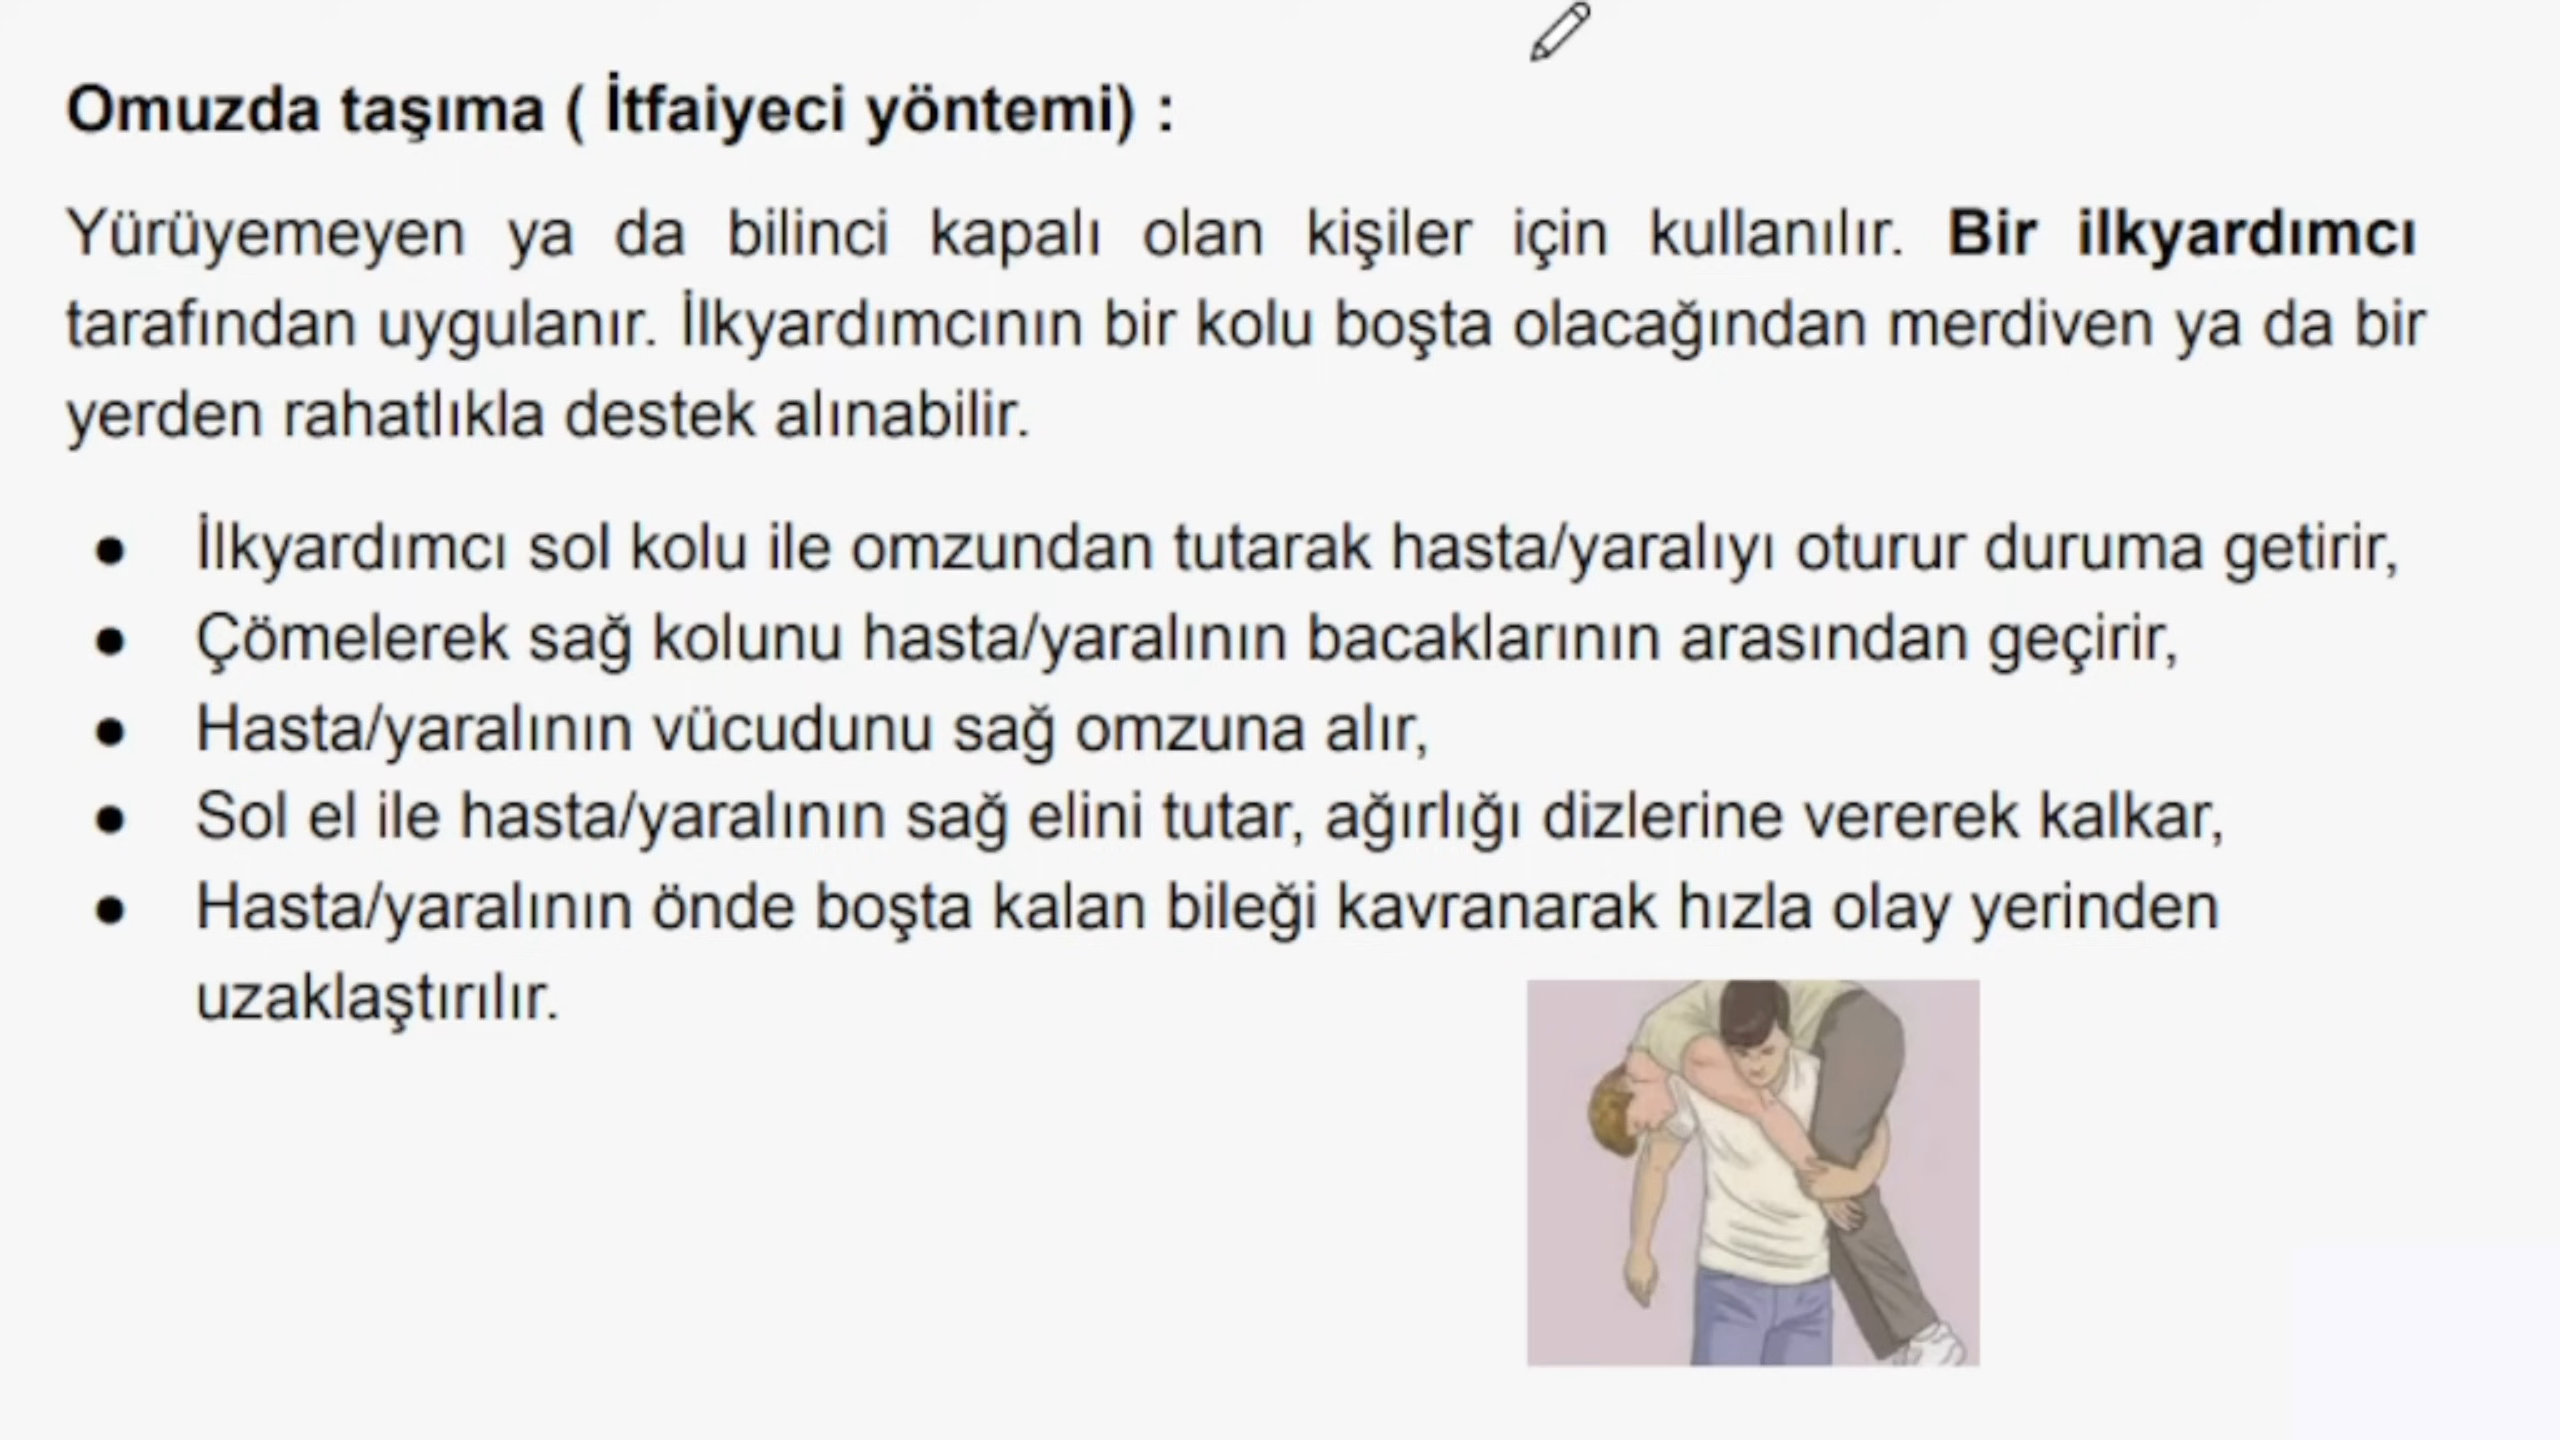 Omuzda taşıma ( İtfaiyeci yöntemi) :
Yürüyemeyen ya da bilinci kapalı olan kişiler için kullanılır. Bir ilkyardımcı
tarafından uygulanır. İlkyardımcının bir kolu boşta olacağından merdiven ya da bir
yerden rahatlıkla destek alınabilir.
● İlkyardımcı sol kolu ile omzundan tutarak hasta/yaralıyı oturur duruma getirir,
● Çömelerek sağ kolunu hasta/yaralının bacaklarının arasından geçirir,
● Hasta/yaralının vücudunu sağ omzuna alır,
● Sol el ile hasta/yaralının sağ elini tutar, ağırlığı dizlerine vererek kalkar,
● Hasta/yaralının önde boşta kalan bileği kavranarak hızla olay yerinden
uzaklaştırılır.